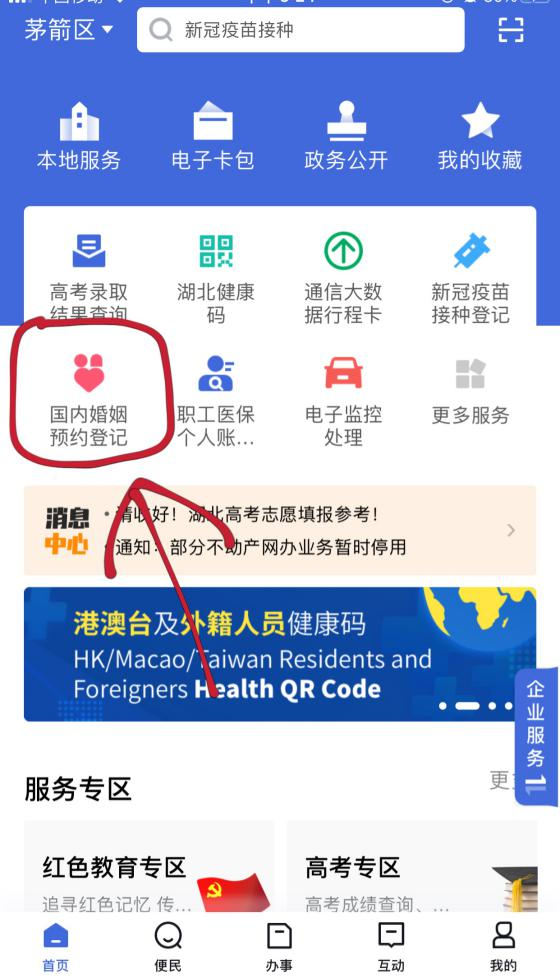 茅箭区
新冠疫苗接种
本地服务
电子卡包
政务公开
我的收藏
高考录取
结果查询
湖北健康
码
通信大数
据行程卡
新冠疫苗
接种登记
国内婚姻
预约登记
职工医保
个人账...
电子监控
处理
更多服务
消息
中心
·请收好！湖北高考志愿填报参考！
·通知：部分不动产网办业务暂时停用
港澳台及外籍人员健康码
HK/Macao/Taiwan Residents and
Foreigners Health QR Code
企业服务
服务专区
更
红色教育专区
追寻红色记忆 传...
高考专区
高考成绩查询、...
首页
便民
办事
互动
我的